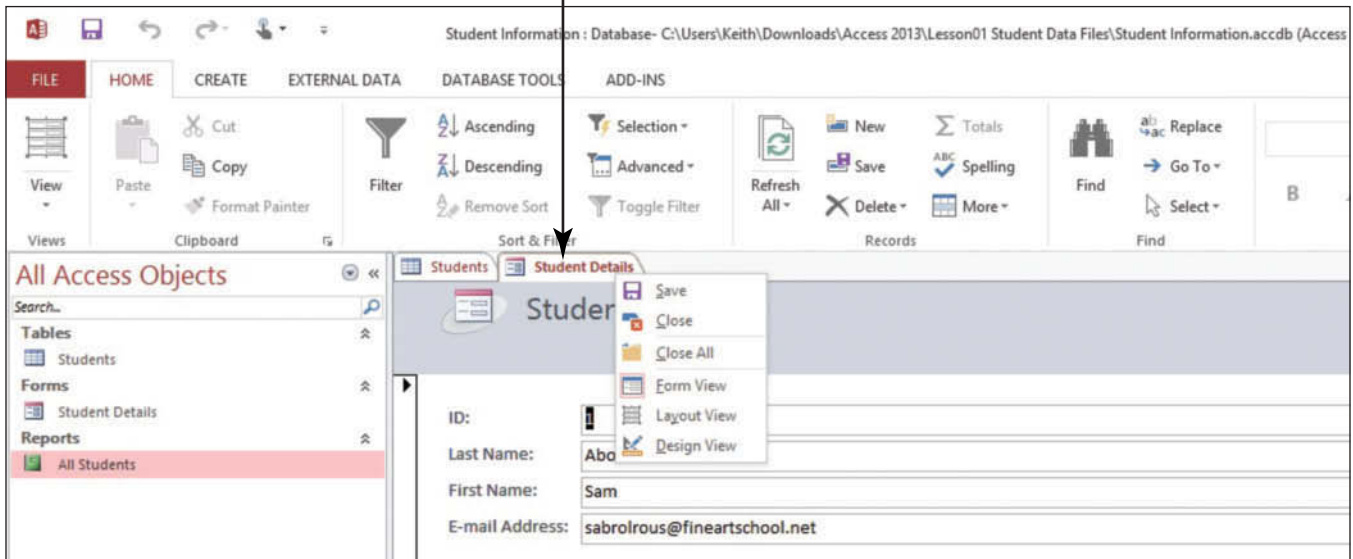 Student Information : Database- C:\Users\Keith\Downloads\Access 2013\Lesson01 Student Data Files\Student Information.accdb (Access
FILE HOME CREATE EXTERNAL DATA DATABASE TOOLS ADD-INS
View
Views
Paste
Cut
Copy
Format Painter
Clipboard
Filter
Ascending
Descending
Remove Sort
Selection
Advanced
Toggle Filter
Sort & Filter
Refresh
All
New
Save
Delete
Totals
Spelling
More
Records
Find
Replace
Go To
Select
Find
B
All Access Objects
Search...
Tables
Students
Forms
Student Details
Reports
All Students
Students Student Details
Studen
Save
Close
Close All
Form View
Layout View
Design View
ID: 1
Last Name: Abo
First Name: Sam
E-mail Address: sabrolrous@fineartschool.net